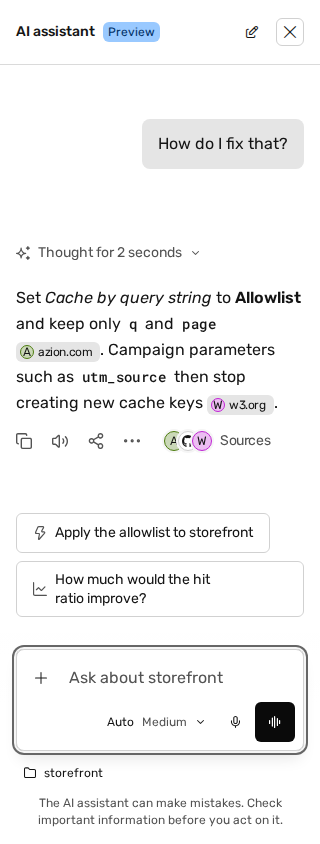 AI assistant Preview
How do I fix that?
Thought for 2 seconds
Set Cache by query string to Allowlist
and keep only q and page
A azion.com. Campaign parameters
such as utm_source then stop
creating new cache keys W w3.org.
A W Sources
Apply the allowlist to storefront
How much would the hit
ratio improve?
Ask about storefront
Auto Medium
storefront
The AI assistant can make mistakes. Check
important information before you act on it.